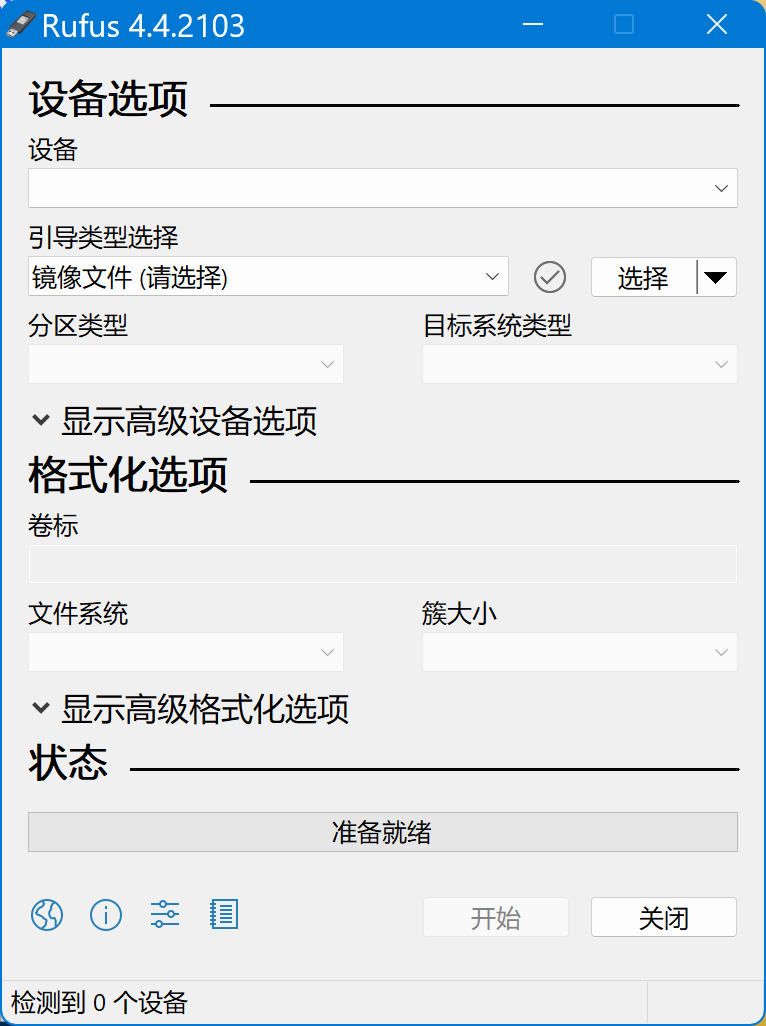 Rufus 4.4.2103
设备选项
设备
引导类型选择
镜像文件 (请选择)
选择
分区类型 目标系统类型
显示高级设备选项
格式化选项
卷标
文件系统 簇大小
显示高级格式化选项
状态
准备就绪
开始 关闭
检测到 0 个设备